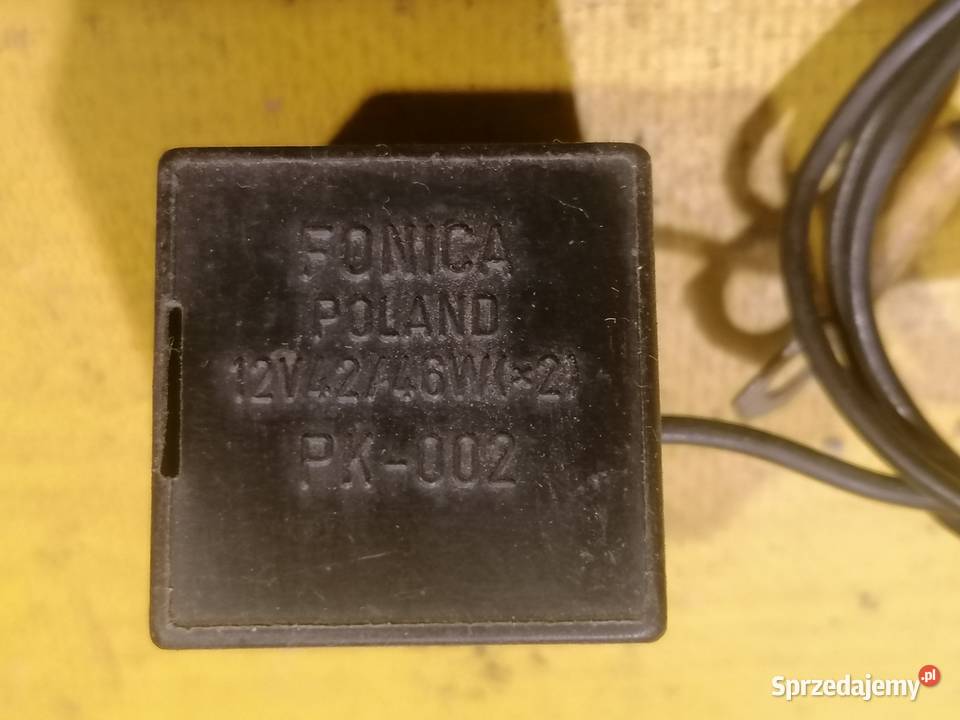 FONICA
POLAND
12V42/46W(×2)
PK-002
Sprzedajemy.pl